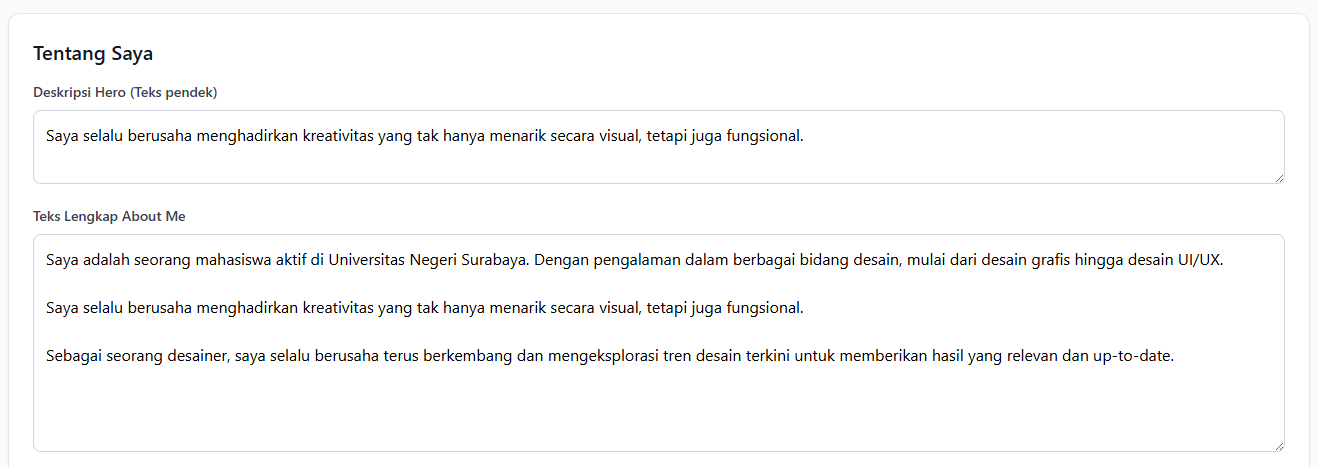 Tentang Saya
Deskripsi Hero (Teks pendek)
Saya selalu berusaha menghadirkan kreativitas yang tak hanya menarik secara visual, tetapi juga fungsional.
Teks Lengkap About Me
Saya adalah seorang mahasiswa aktif di Universitas Negeri Surabaya. Dengan pengalaman dalam berbagai bidang desain, mulai dari desain grafis hingga desain UI/UX.
Saya selalu berusaha menghadirkan kreativitas yang tak hanya menarik secara visual, tetapi juga fungsional.
Sebagai seorang desainer, saya selalu berusaha terus berkembang dan mengeksplorasi tren desain terkini untuk memberikan hasil yang relevan dan up-to-date.